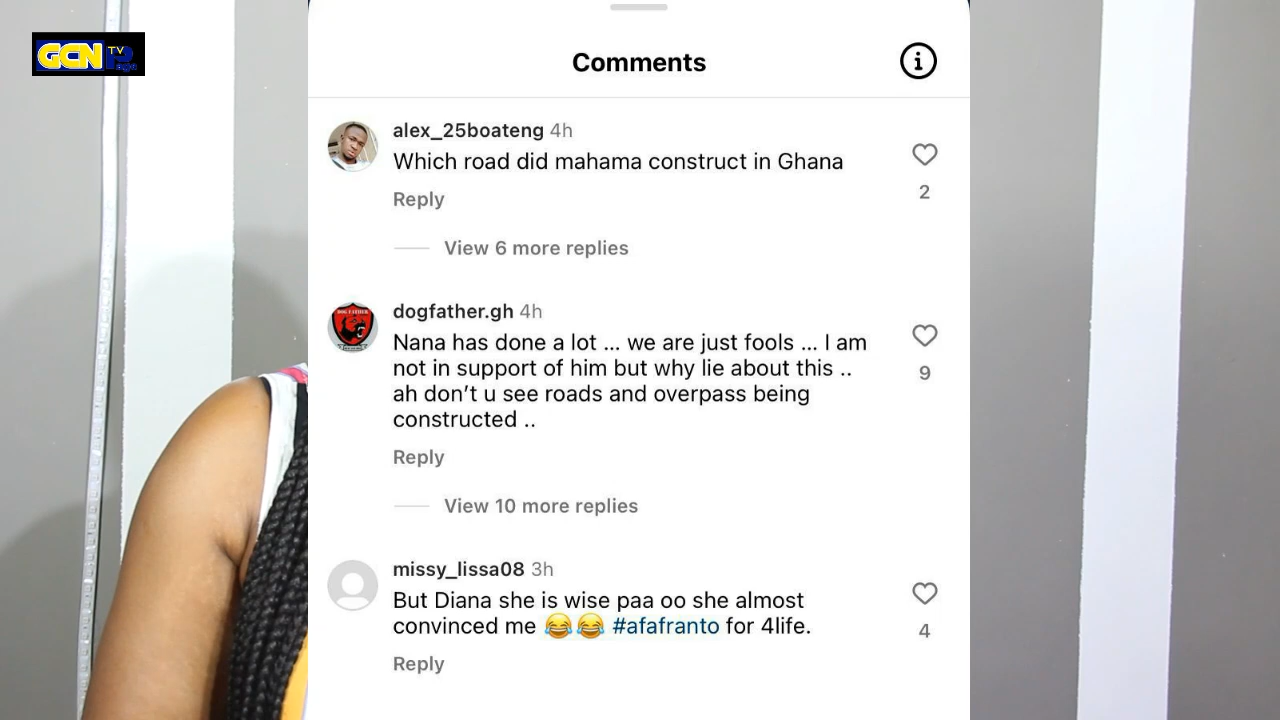 GCN TV
Page
Comments
alex_25boateng 4h
Which road did mahama construct in Ghana
2
Reply
View 6 more replies
DOG FATHER
dogfather.gh 4h
Nana has done a lot ... we are just fools ... I am
not in support of him but why lie about this ..
ah don’t u see roads and overpass being
constructed ..
9
Reply
View 10 more replies
missy_lissa08 3h
But Diana she is wise paa oo she almost
convinced me 😂😂 #afafranto for 4life.
4
Reply